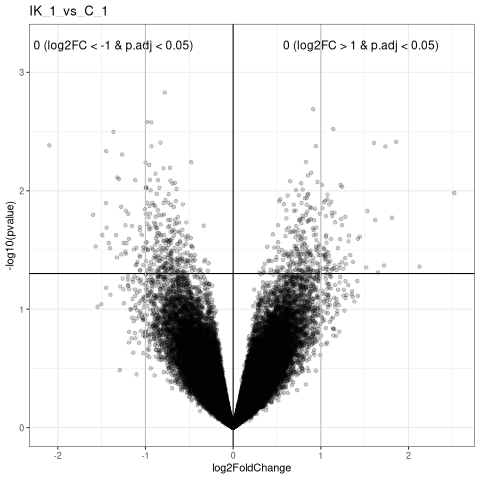 IK_1_vs_C_1
0 (log2FC < -1 & p.adj < 0.05)
0 (log2FC > 1 & p.adj < 0.05)
3
2
1
0
-log10(pvalue)
-2
-1
0
1
2
log2FoldChange